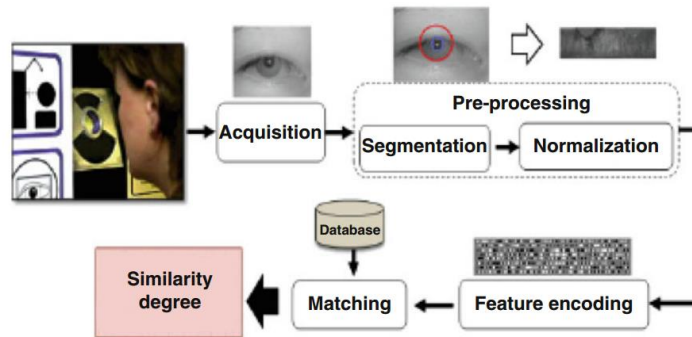 Pre-processing
Acquisition
Segmentation
Normalization
Database
Similarity
degree
Matching
Feature encoding